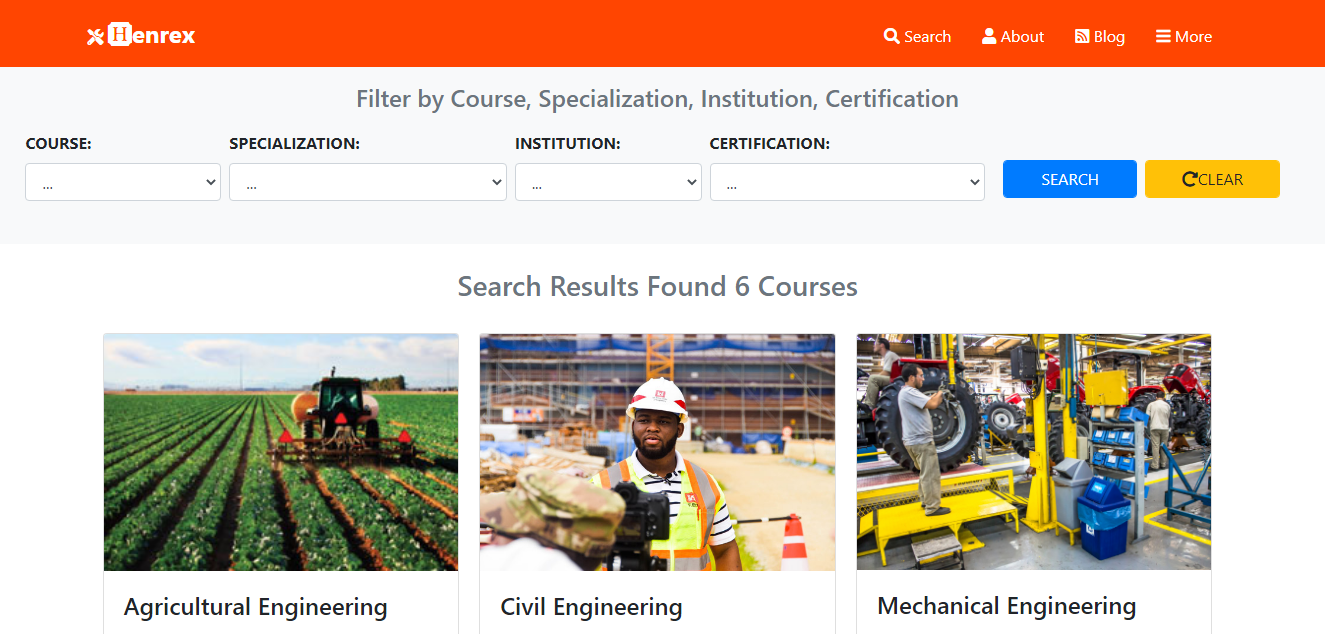 Henrex
Search
About
Blog
More
Filter by Course, Specialization, Institution, Certification
COURSE:
SPECIALIZATION:
INSTITUTION:
CERTIFICATION:
...
...
...
...
SEARCH
CLEAR
Search Results Found 6 Courses
Agricultural Engineering
Civil Engineering
Mechanical Engineering